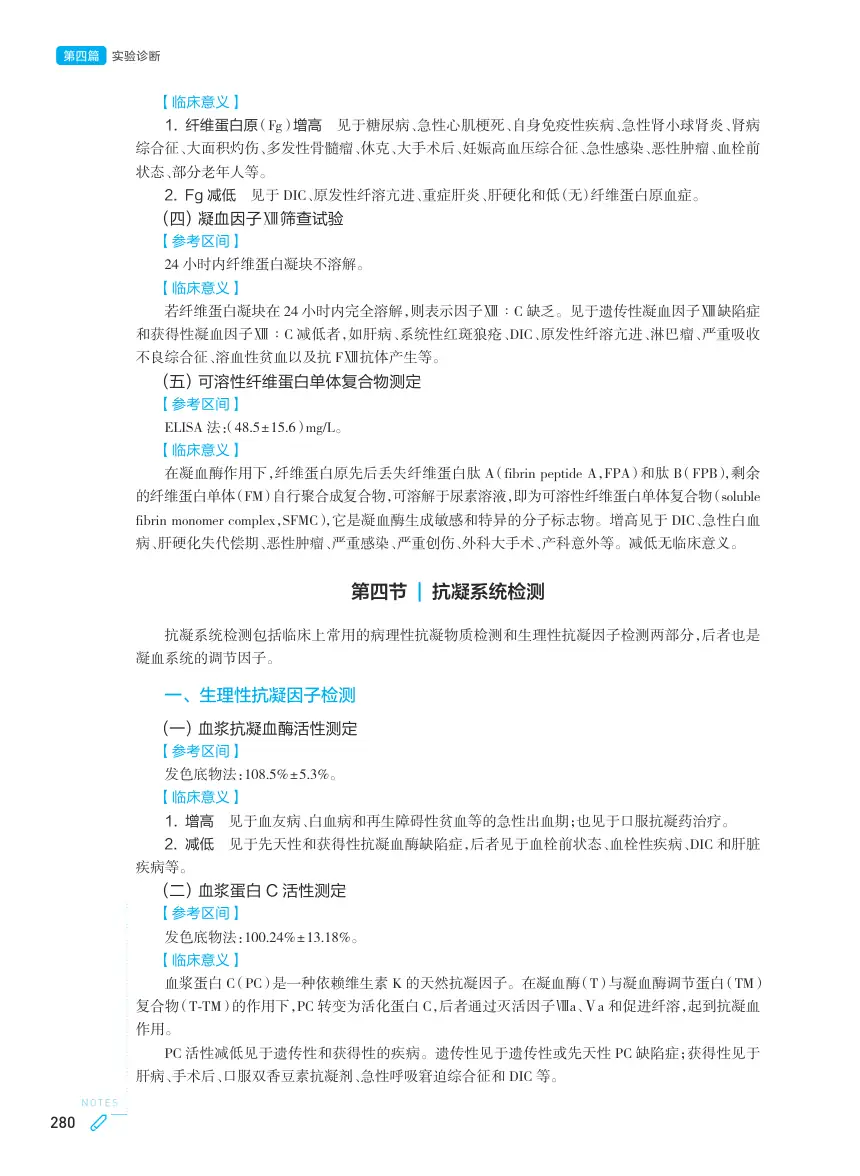 第四篇 实验诊断
【临床意义】
1. 纤维蛋白原（Fg）增高　见于糖尿病、急性心肌梗死、自身免疫性疾病、急性肾小球肾炎、肾病
综合征、大面积灼伤、多发性骨髓瘤、休克、大手术后、妊娠高血压综合征、急性感染、恶性肿瘤、血栓前
状态、部分老年人等。
2. Fg 减低　见于 DIC、原发性纤溶亢进、重症肝炎、肝硬化和低（无）纤维蛋白原血症。
（四）凝血因子Ⅻ筛查试验
【参考区间】
24 小时内纤维蛋白凝块不溶解。
【临床意义】
若纤维蛋白凝块在 24 小时内完全溶解，则表示因子ⅩⅢ：C 缺乏。见于遗传性凝血因子ⅩⅢ缺陷症
和获得性凝血因子ⅩⅢ：C 减低者，如肝病、系统性红斑狼疮、DIC、原发性纤溶亢进、淋巴瘤、严重吸收
不良综合征、溶血性贫血以及抗 FⅩⅢ抗体产生等。
（五）可溶性纤维蛋白单体复合物测定
【参考区间】
ELISA 法：（48.5±15.6）mg/L。
【临床意义】
在凝血酶作用下，纤维蛋白原先后丢失纤维蛋白肽 A（fibrin peptide A，FPA）和肽 B（FPB），剩余
的纤维蛋白单体（FM）自行聚合成复合物，可溶解于尿素溶液，即为可溶性纤维蛋白单体复合物（soluble
fibrin monomer complex，SFMC），它是凝血酶生成敏感和特异的分子标志物。增高见于 DIC、急性白血
病、肝硬化失代偿期、恶性肿瘤、严重感染、严重创伤、外科大手术、产科意外等。减低无临床意义。
第四节 | 抗凝系统检测
抗凝系统检测包括临床上常用的病理性抗凝物质检测和生理性抗凝因子检测两部分，后者也是
凝血系统的调节因子。
一、生理性抗凝因子检测
（一）血浆抗凝血酶活性测定
【参考区间】
发色底物法：108.5%±5.3%。
【临床意义】
1. 增高　见于血友病、白血病和再生障碍性贫血等的急性出血期；也见于口服抗凝药治疗。
2. 减低　见于先天性和获得性抗凝血酶缺陷症，后者见于血栓前状态、血栓性疾病、DIC 和肝脏
疾病等。
（二）血浆蛋白 C 活性测定
【参考区间】
发色底物法：100.24%±13.18%。
【临床意义】
血浆蛋白 C（PC）是一种依赖维生素 K 的天然抗凝因子。在凝血酶（T）与凝血酶调节蛋白（TM）
复合物（T-TM）的作用下，PC 转变为活化蛋白 C，后者通过灭活因子Ⅷa、Ⅴa 和促进纤溶，起到抗凝血
作用。
PC 活性减低见于遗传性和获得性的疾病。遗传性见于遗传性或先天性 PC 缺陷症；获得性见于
肝病、手术后、口服双香豆素抗凝剂、急性呼吸窘迫综合征和 DIC 等。
NOTES
280